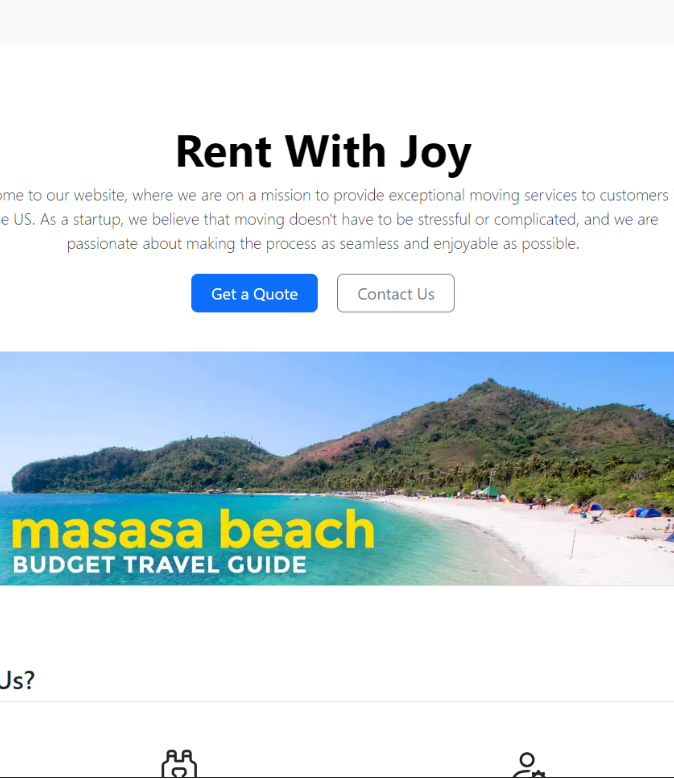 Rent With Joy
ome to our website, where we are on a mission to provide exceptional moving services to customers
e US. As a startup, we believe that moving doesn't have to be stressful or complicated, and we are
passionate about making the process as seamless and enjoyable as possible.
Get a Quote
Contact Us
masasa beach
BUDGET TRAVEL GUIDE
Us?